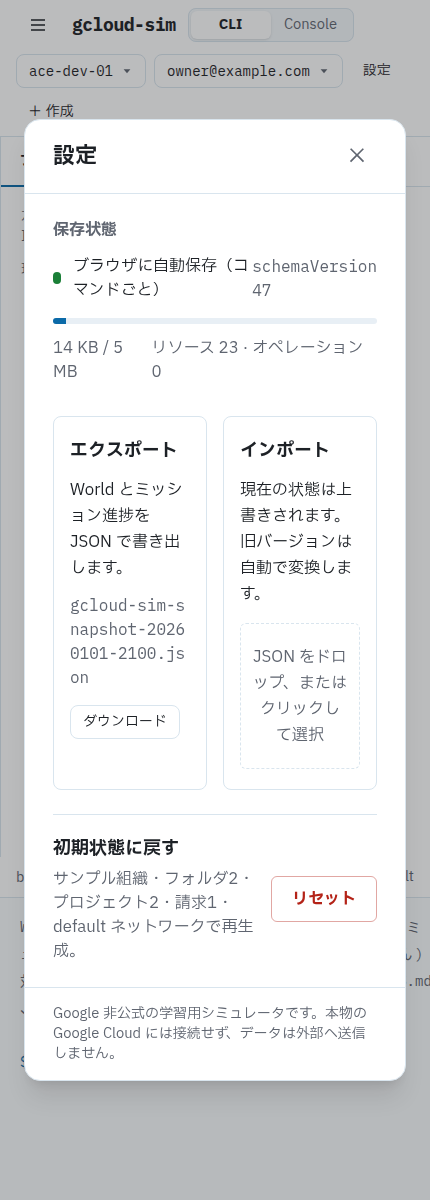 gcloud-sim
CLI
Console
ace-dev-01
owner@example.com
設定
＋ 作成
設定
保存状態
ブラウザに自動保存（コ
マンドごと）
schemaVersion
47
14 KB / 5
MB
リソース 23 · オペレーション
0
エクスポート
World とミッシ
ョン進捗を
JSON で書き出
します。
gcloud-sim-s
napshot-2026
0101-2100.js
on
ダウンロード
インポート
現在の状態は上
書きされます。
旧バージョンは
自動で変換しま
す。
JSON をドロ
ップ、または
クリックし
て選択
初期状態に戻す
サンプル組織・フォルダ2・
プロジェクト2・請求1・
default ネットワークで再生
成。
リセット
Google 非公式の学習用シミュレータです。本物の
Google Cloud には接続せず、データは外部へ送信
しません。